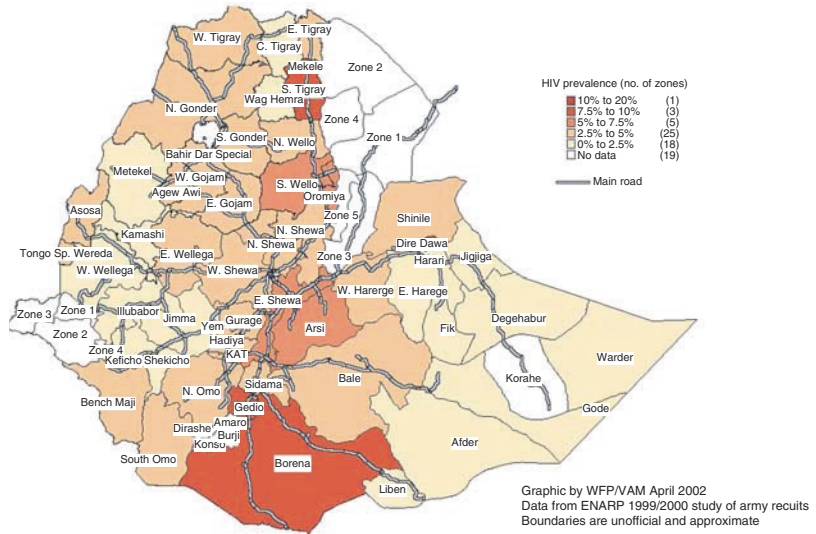 W. Tigray
E. Tigray
C. Tigray
Mekele
Zone 2
S. Tigray
Wag Hemra
N. Gonder
Zone 4
S. Gonder
Zone 1
N. Wello
Bahir Dar Special
Metekel
W. Gojam
Agew Awi
S. Wello
Oromiya
E. Gojam
Asosa
Zone 5
Shinile
Kamashi
N. Shewa
N. Shewa
Dire Dawa
Tongo Sp. Wereda
E. Wellega
Zone 3
Harari
Jigjiga
W. Wellega
W. Shewa
W. Harerge
E. Harege
E. Shewa
Zone 3
Zone 1
Illubabor
Jimma
Yem
Gurage
Arsi
Fik
Degehabur
Zone 2
Hadiya
Zone 4
KAT
Keficho Shekicho
Warder
Bale
Korahe
Sidama
N. Omo
Bench Maji
Gedio
Gode
Amaro
Dirashe
Burji
Konso
Afder
South Omo
Borena
Liben
HIV prevalence (no. of zones)
10% to 20% (1)
7.5% to 10% (3)
5% to 7.5% (5)
2.5% to 5% (25)
0% to 2.5% (18)
No data (19)
Main road
Graphic by WFP/VAM April 2002
Data from ENARP 1999/2000 study of army recuits
Boundaries are unofficial and approximate